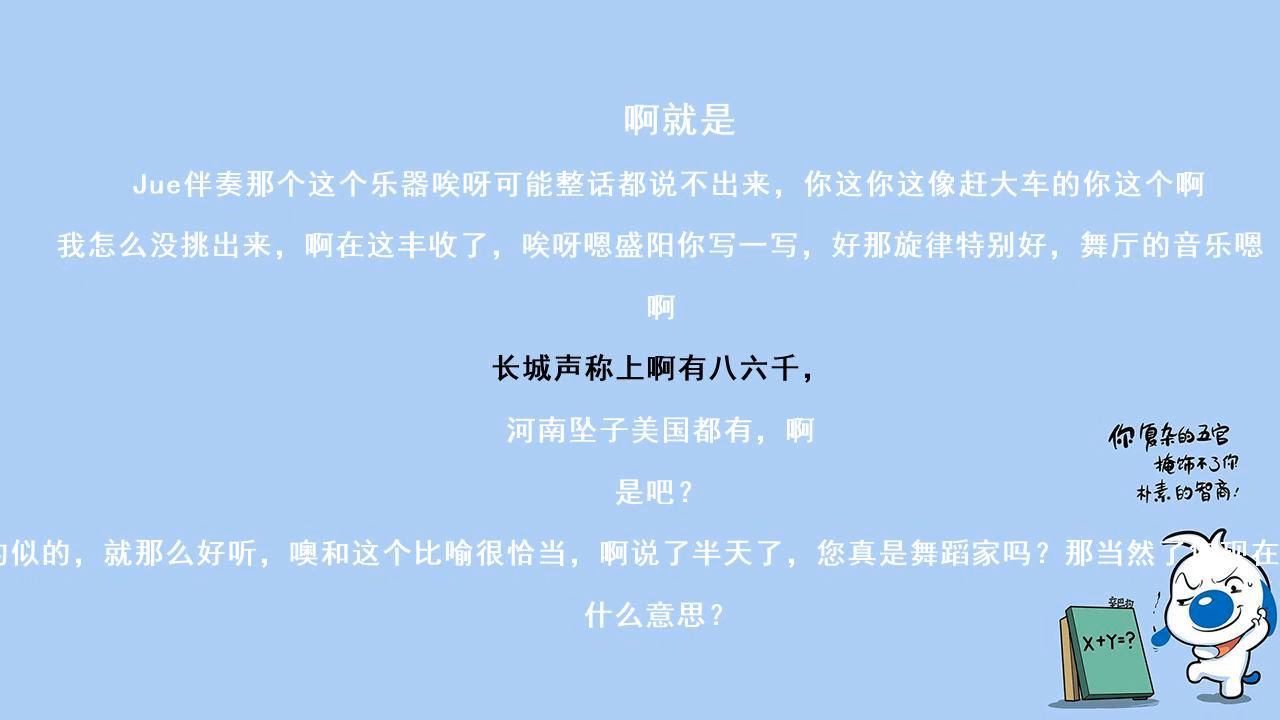 啊就是
Jue伴奏那个这个乐器唉呀可能整话都说不出来，你这你这像赶大车的你这个啊
我怎么没挑出来，啊在这丰收了，唉呀嗯盛阳你写一写，好那旋律特别好，舞厅的音乐嗯
啊
长城声称上啊有八六千，
河南坠子美国都有，啊
是吧？
的似的，就那么好听，噢和这个比喻很恰当，啊说了半天了，您真是舞蹈家吗？那当然了 现在
什么意思？
你复杂的五官
掩饰不了你
朴素的智商！
X+Y=?